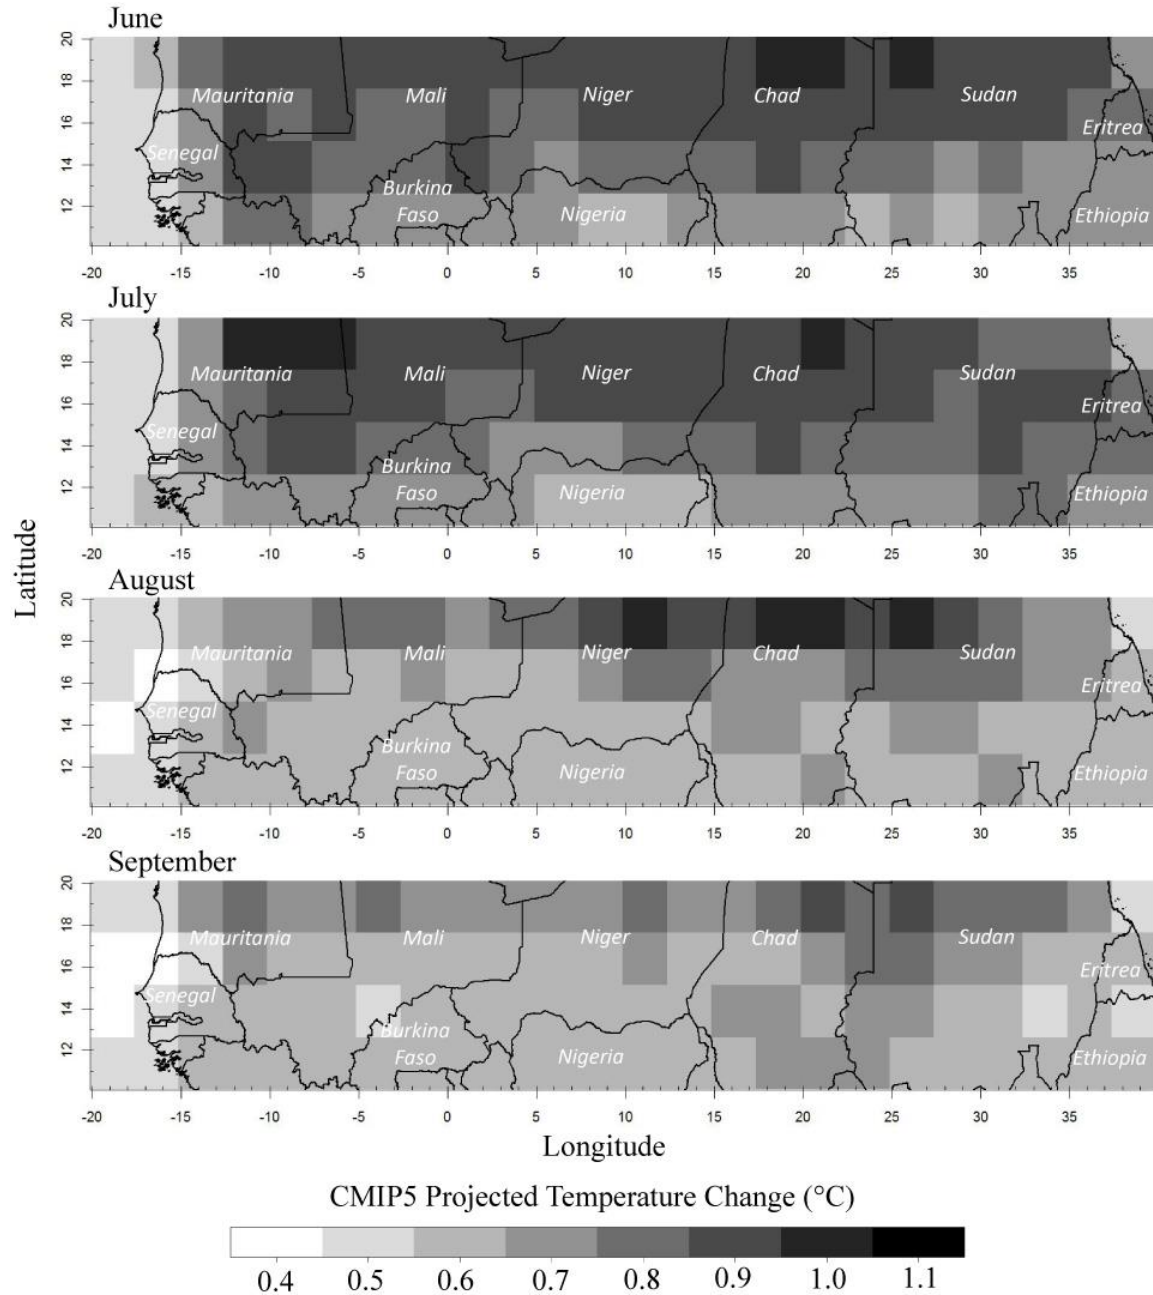 June
20
18
16
14
12
Mauritania Mali Niger Chad Sudan
Eritrea
Senegal
Burkina
Faso Nigeria Ethiopia
-20 -15 -10 -5 0 5 10 15 20 25 30 35
July
20
18
16
14
12
Mauritania Mali Niger Chad Sudan
Eritrea
Senegal
Burkina
Faso Nigeria Ethiopia
-20 -15 -10 -5 0 5 10 15 20 25 30 35
Latitude
August
20
18
16
14
12
Mauritania Mali Niger Chad Sudan
Eritrea
Senegal
Burkina
Faso Nigeria Ethiopia
-20 -15 -10 -5 0 5 10 15 20 25 30 35
September
20
18
16
14
12
Mauritania Mali Niger Chad Sudan
Eritrea
Senegal
Burkina
Faso Nigeria Ethiopia
-20 -15 -10 -5 0 5 10 15 20 25 30 35
Longitude
CMIP5 Projected Temperature Change (°C)
0.4 0.5 0.6 0.7 0.8 0.9 1.0 1.1